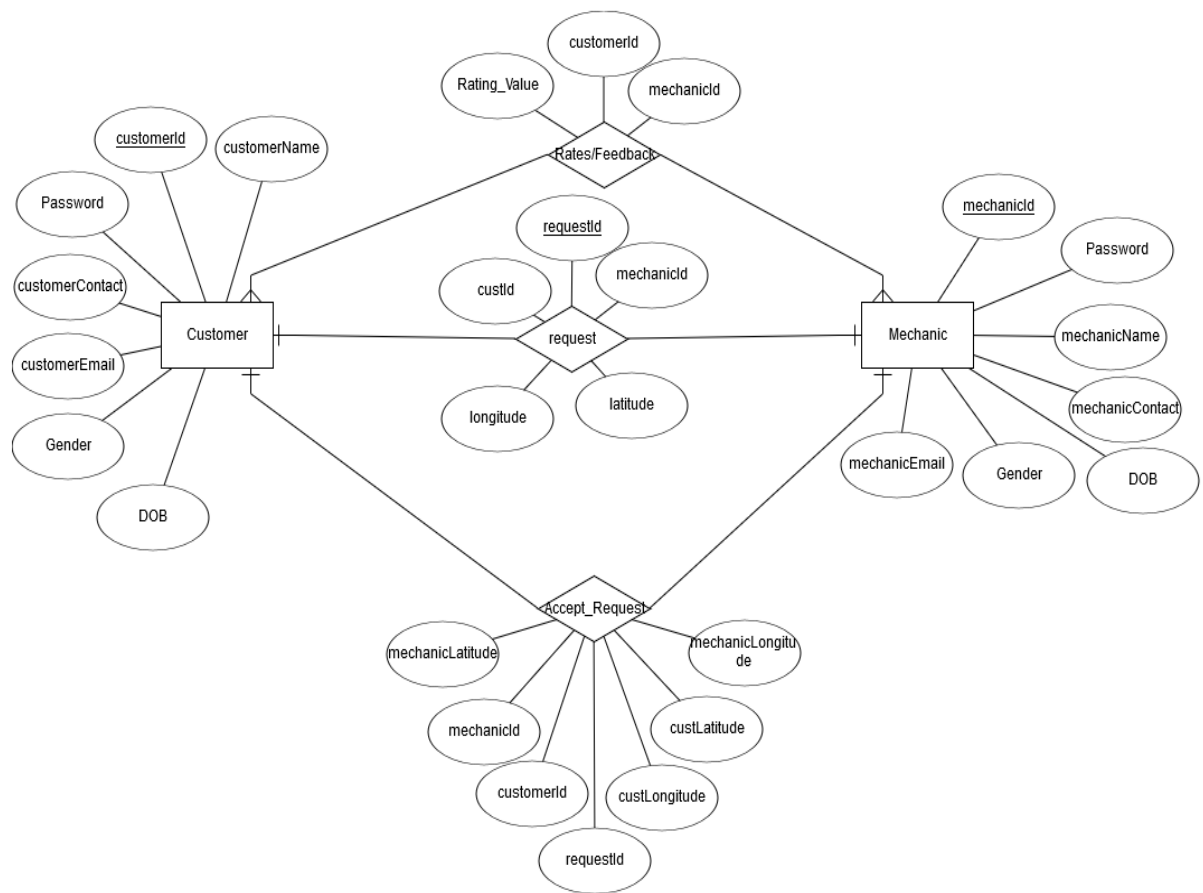 customerId
Rating_Value
mechanicId
Rates/Feedback
customerId
customerName
Password
customerContact
customerEmail
Gender
DOB
Customer
requestId
custId
mechanicId
request
longitude
latitude
mechanicId
Password
Mechanic
mechanicName
mechanicContact
mechanicEmail
Gender
DOB
Accept_Request
mechanicLatitude
mechanicLongitu
de
mechanicId
custLatitude
customerId
custLongitude
requestId